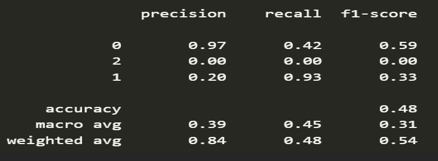 precision recall f1-score
0 0.97 0.42 0.59
2 0.00 0.00 0.00
1 0.20 0.93 0.33
accuracy 0.48
macro avg 0.39 0.45 0.31
weighted avg 0.84 0.48 0.54